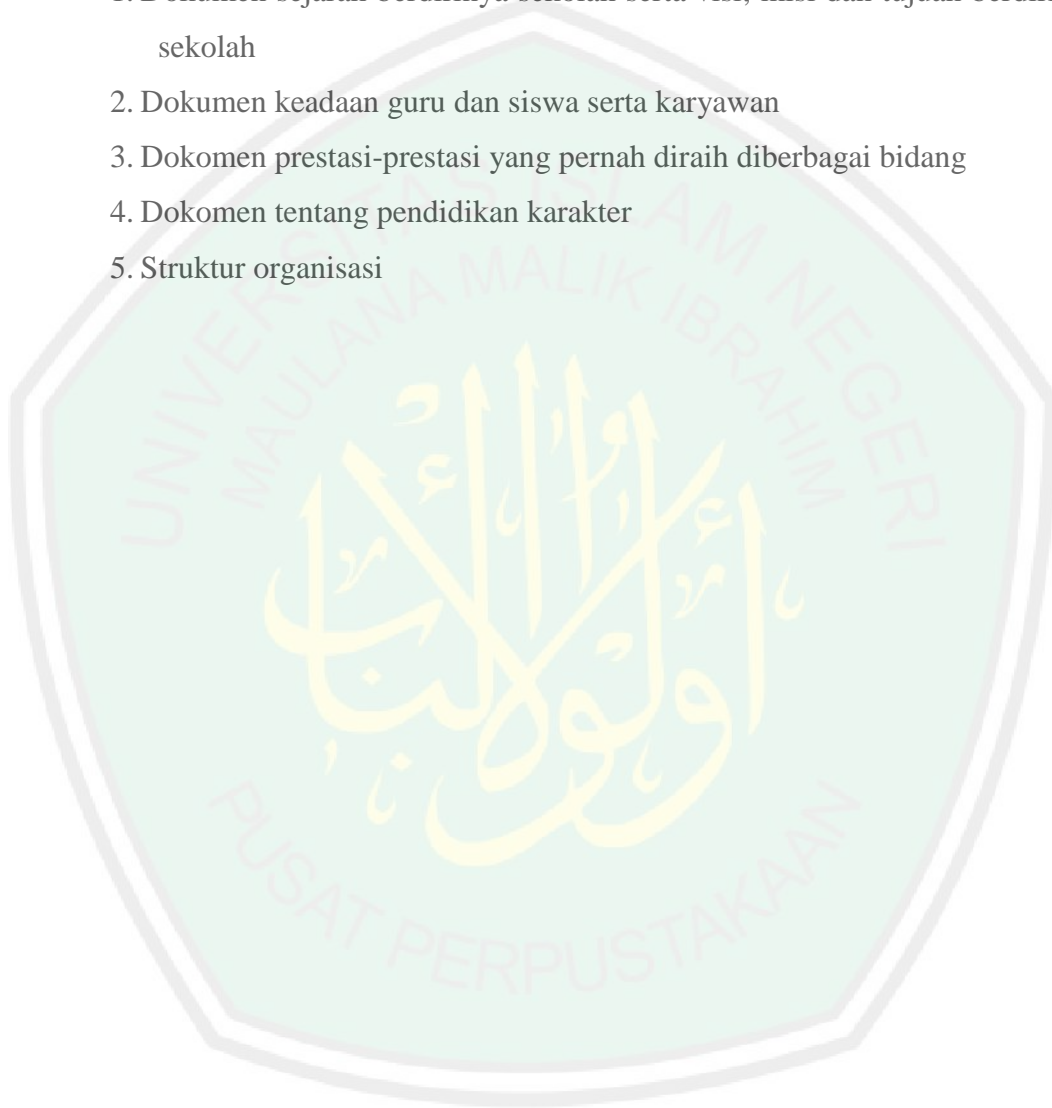 sekolah
2. Dokumen keadaan guru dan siswa serta karyawan
3. Dokomen prestasi-prestasi yang pernah diraih diberbagai bidang
4. Dokomen tentang pendidikan karakter
5. Struktur organisasi
UNIVERSITAS ISLAM NEGERI
MAULANA MALIK IBRAHIM
PUSAT PERPUSTAKAAN